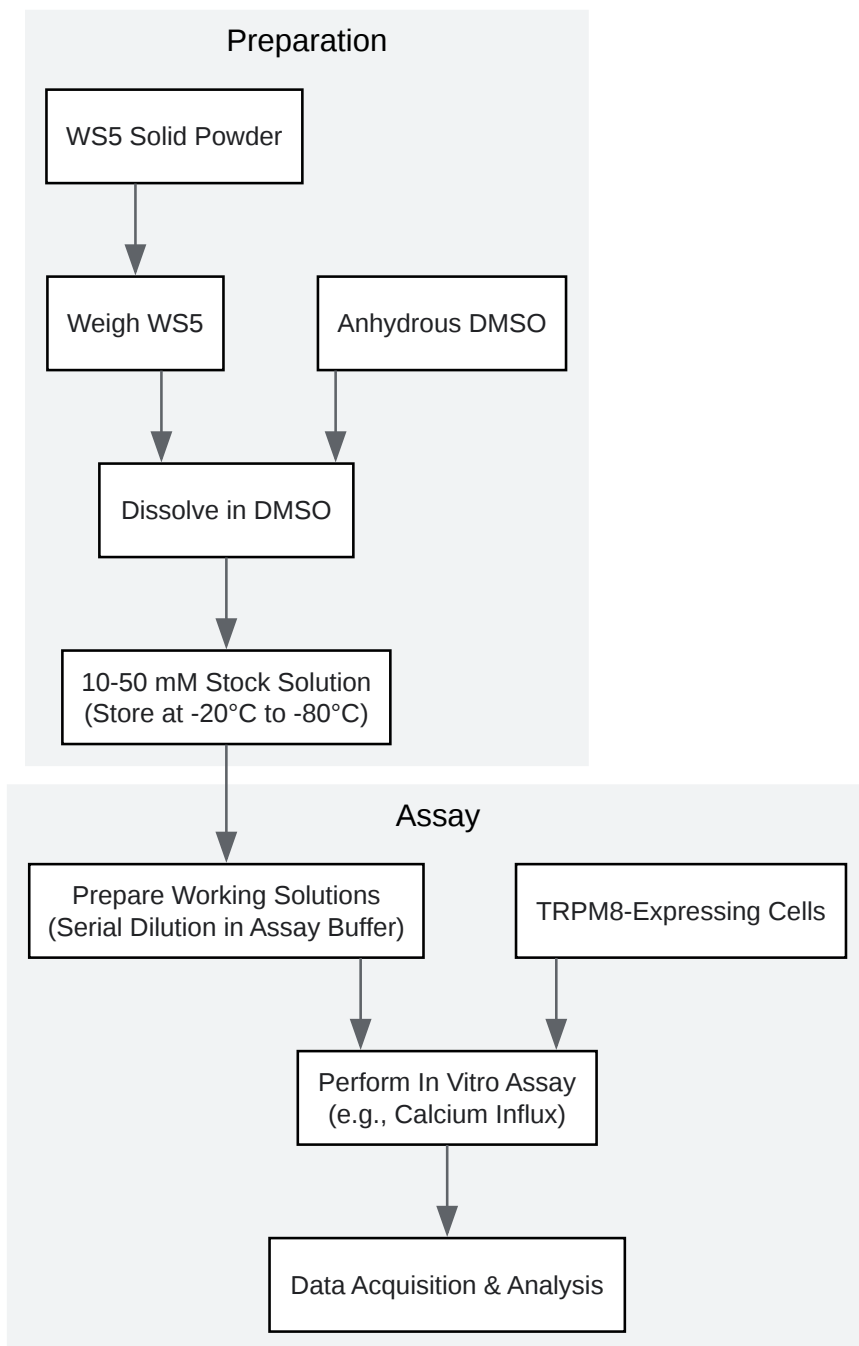 Preparation
WS5 Solid Powder
Weigh WS5
Anhydrous DMSO
Dissolve in DMSO
10-50 mM Stock Solution
(Store at -20°C to -80°C)
Assay
Prepare Working Solutions
(Serial Dilution in Assay Buffer)
TRPM8-Expressing Cells
Perform In Vitro Assay
(e.g., Calcium Influx)
Data Acquisition & Analysis